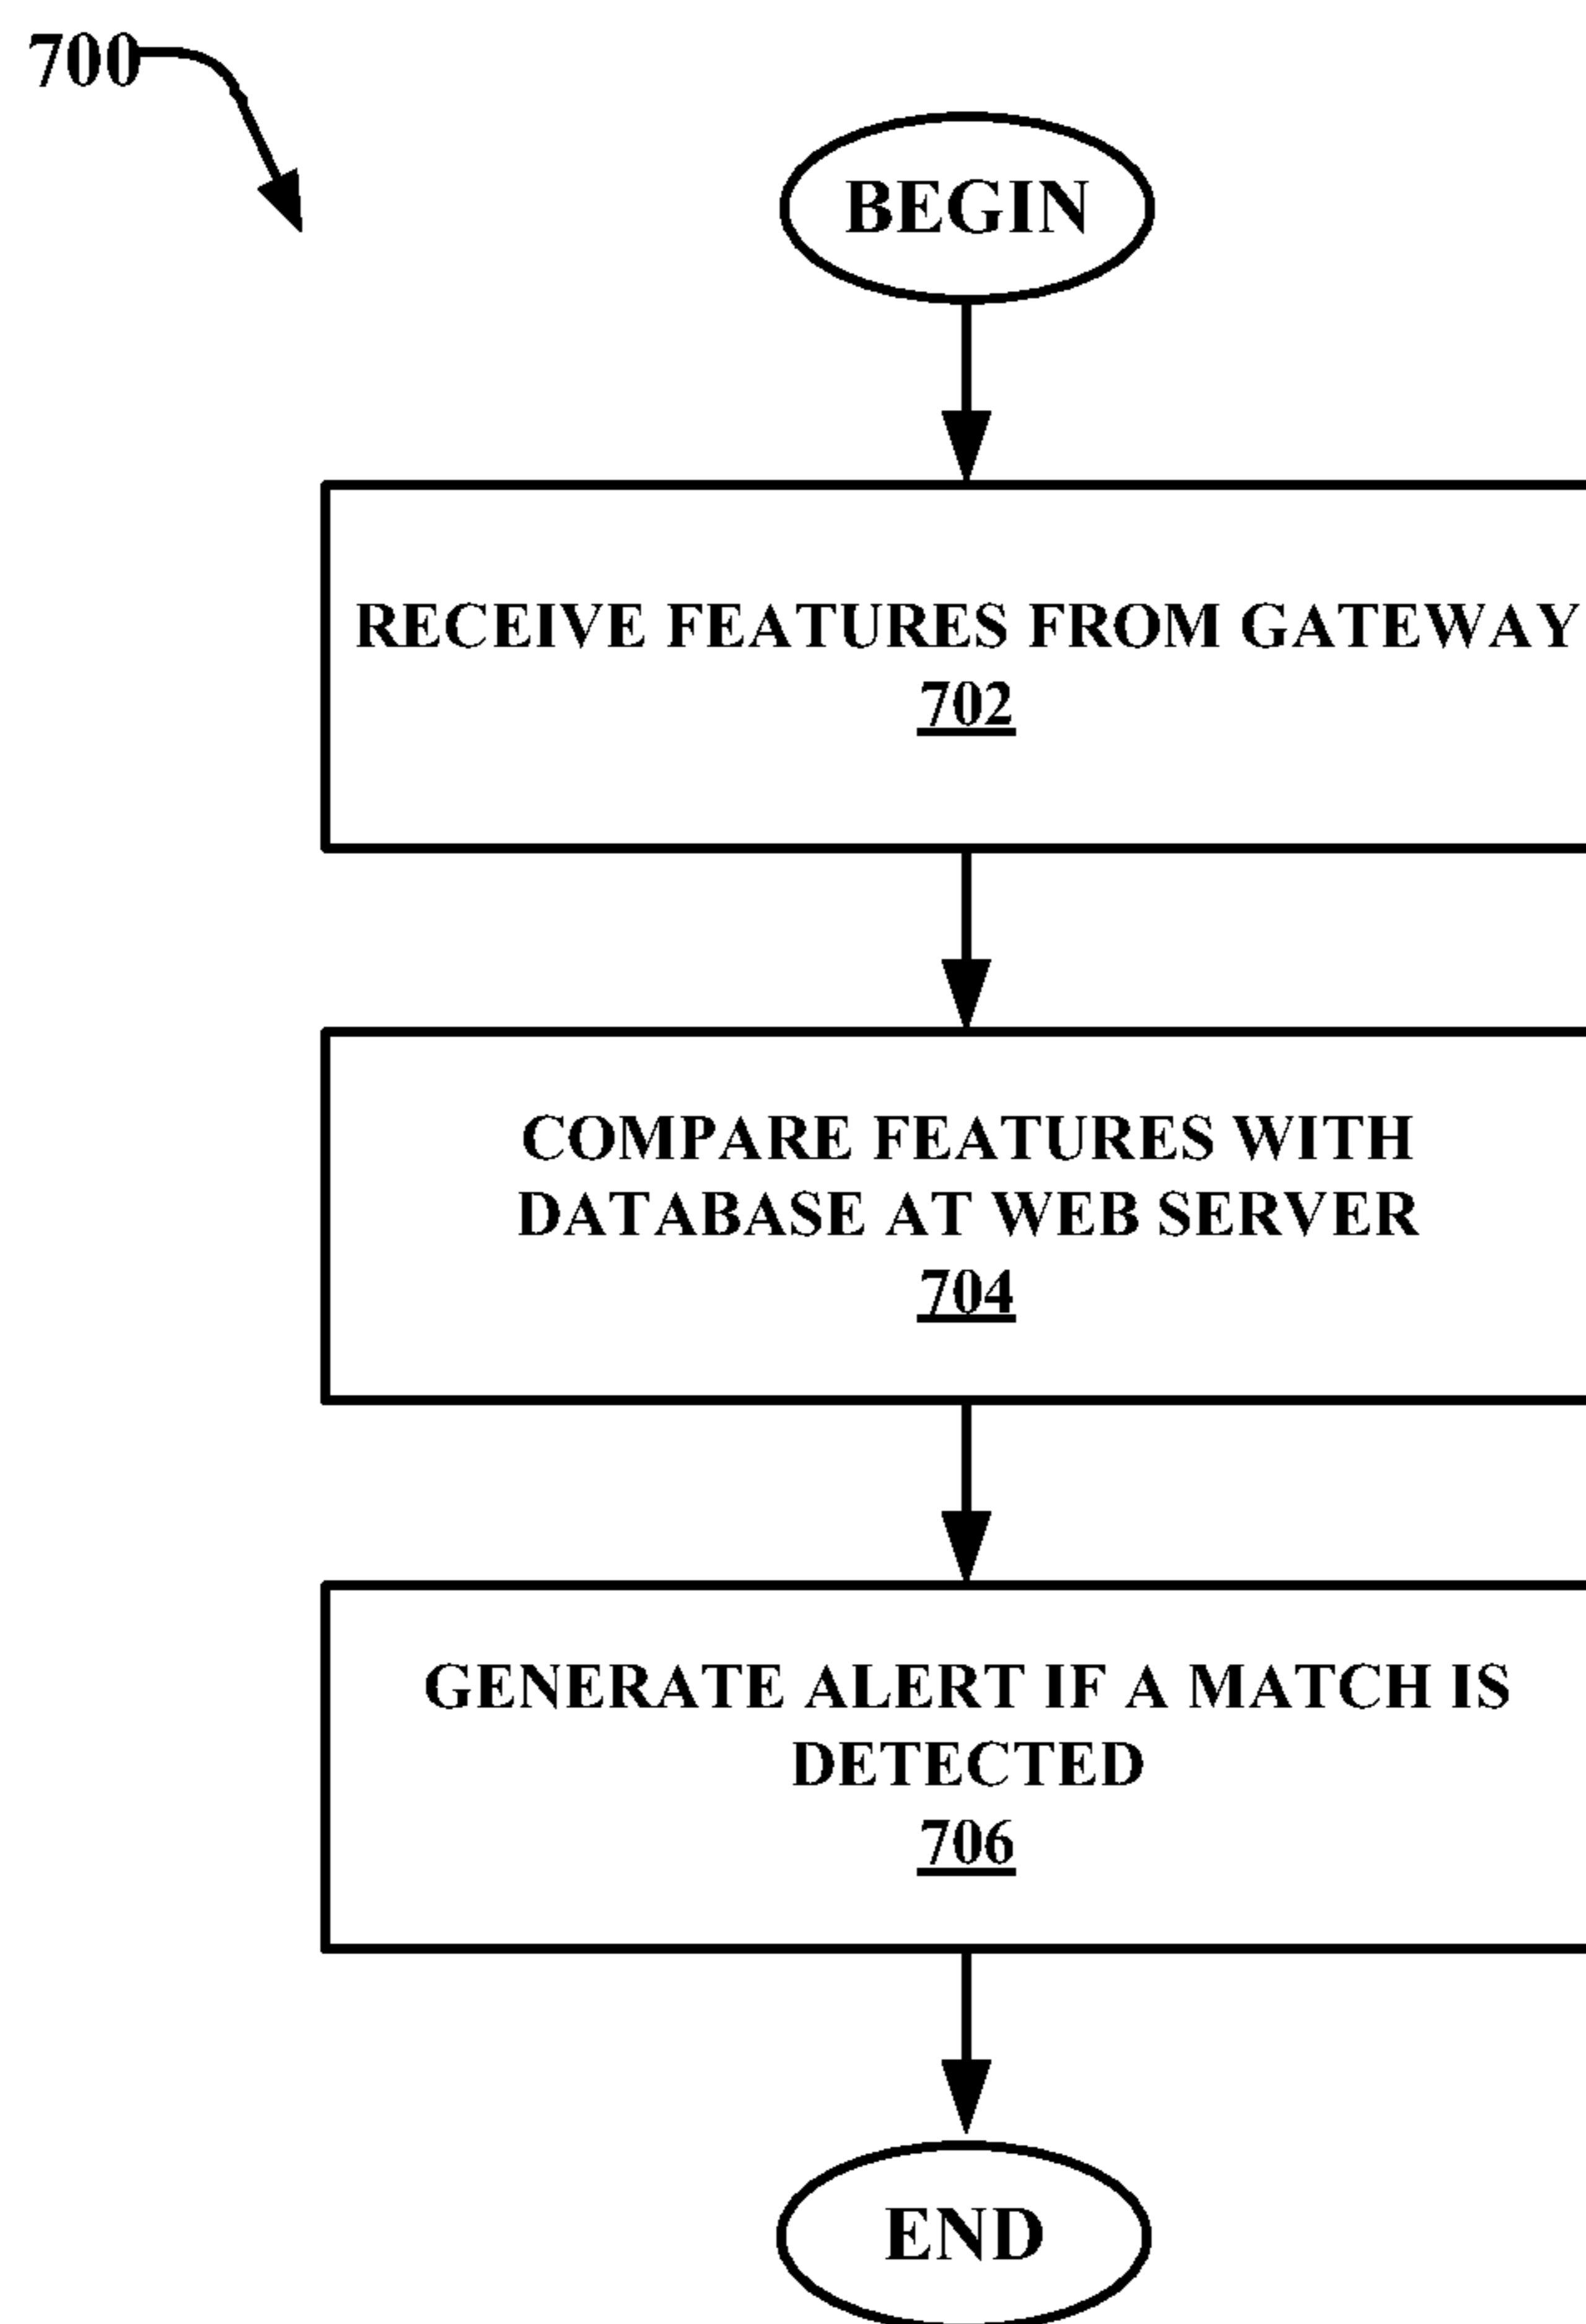 700
BEGIN
RECEIVE FEATURES FROM GATEWAY
702
COMPARE FEATURES WITH
DATABASE AT WEB SERVER
704
GENERATE ALERT IF A MATCH IS
DETECTED
706
END